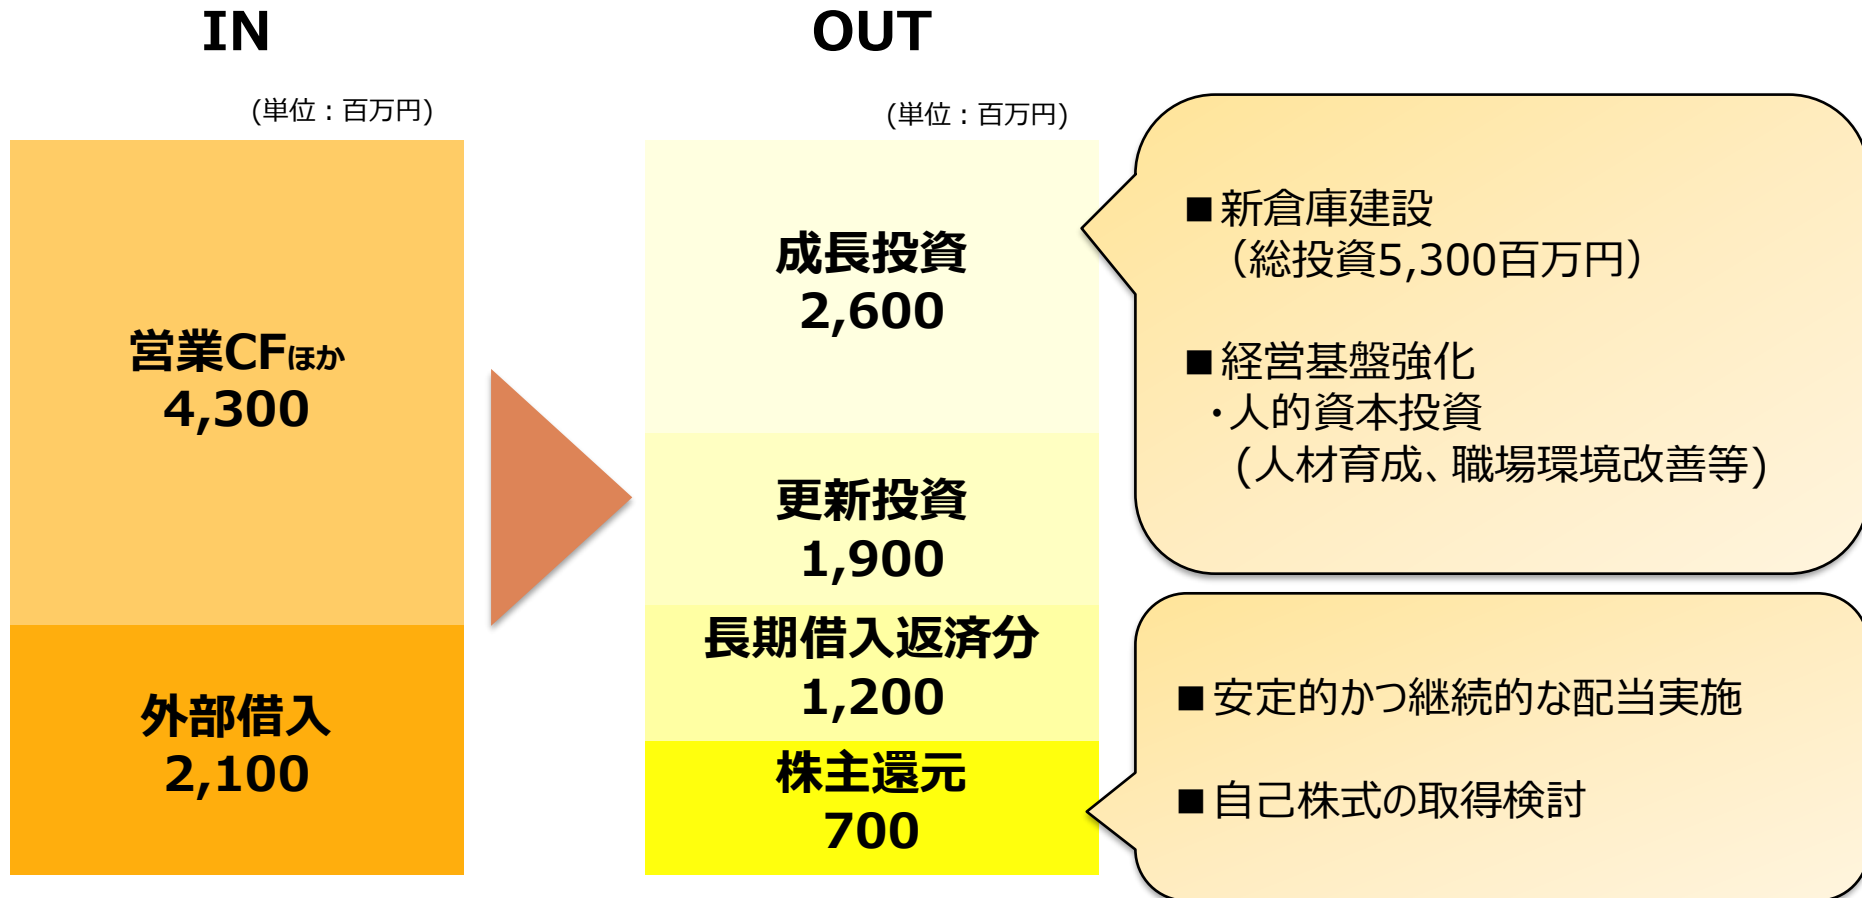 IN
(単位：百万円)
営業CFほか
4,300
外部借入
2,100
OUT
(単位：百万円)
成長投資
2,600
更新投資
1,900
長期借入返済分
1,200
株主還元
700
■新倉庫建設
（総投資5,300百万円）
■経営基盤強化
・人的資本投資
(人材育成、職場環境改善等)
■安定的かつ継続的な配当実施
■自己株式の取得検討